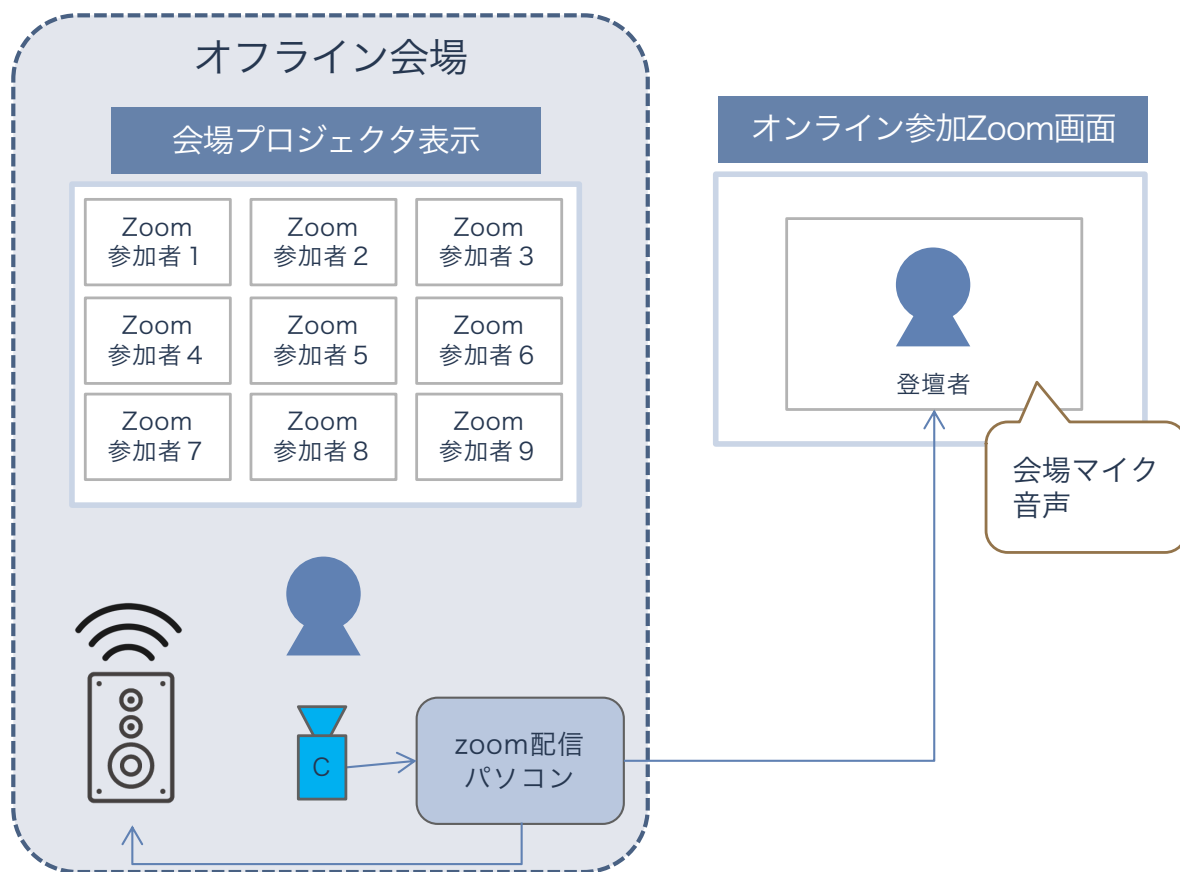 オフライン会場
会場プロジェクタ表示
Zoom
参加者１
Zoom
参加者２
Zoom
参加者３
Zoom
参加者４
Zoom
参加者５
Zoom
参加者６
Zoom
参加者７
Zoom
参加者８
Zoom
参加者９
C
zoom配信
パソコン
オンライン参加Zoom画面
登壇者
会場マイク
音声